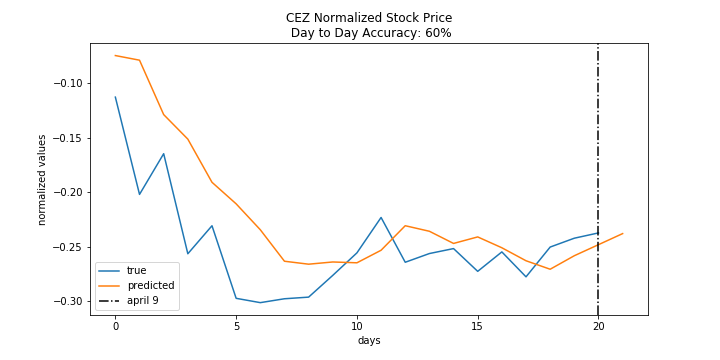 CEZ Normalized Stock Price
Day to Day Accuracy: 60%
normalized values
−0.10
−0.15
−0.20
−0.25
−0.30
true
predicted
april 9
0
5
10
15
20
days